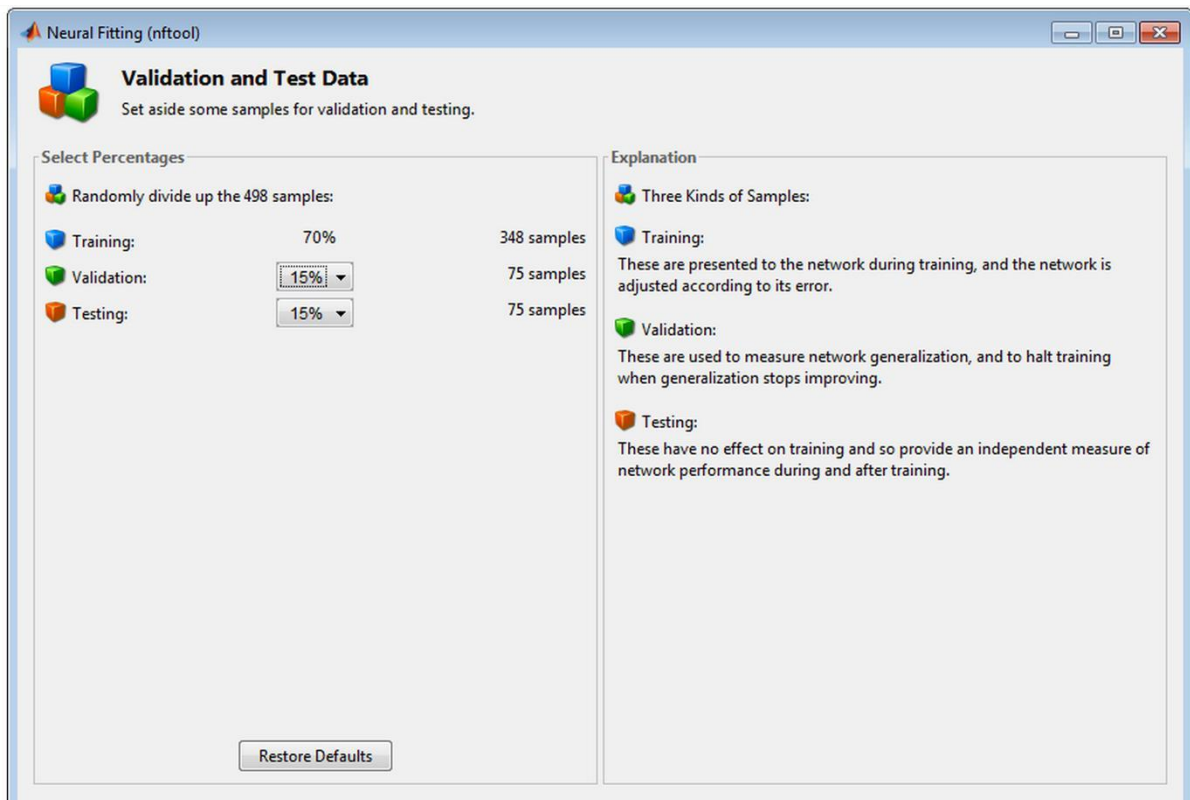 Neural Fitting (nftool)
Validation and Test Data
Set aside some samples for validation and testing.
Select Percentages
Randomly divide up the 498 samples:
Training: 70% 348 samples
Validation: 15% 75 samples
Testing: 15% 75 samples
Restore Defaults
Explanation
Three Kinds of Samples:
Training:
These are presented to the network during training, and the network is
adjusted according to its error.
Validation:
These are used to measure network generalization, and to halt training
when generalization stops improving.
Testing:
These have no effect on training and so provide an independent measure of
network performance during and after training.